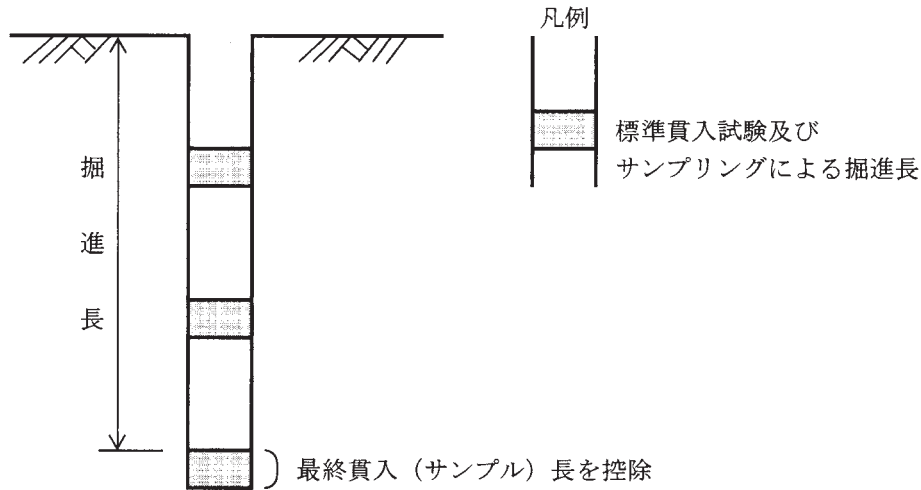 凡例
標準貫入試験及び
サンプリングによる掘進長
掘
進
長
最終貫入（サンプル）長を控除